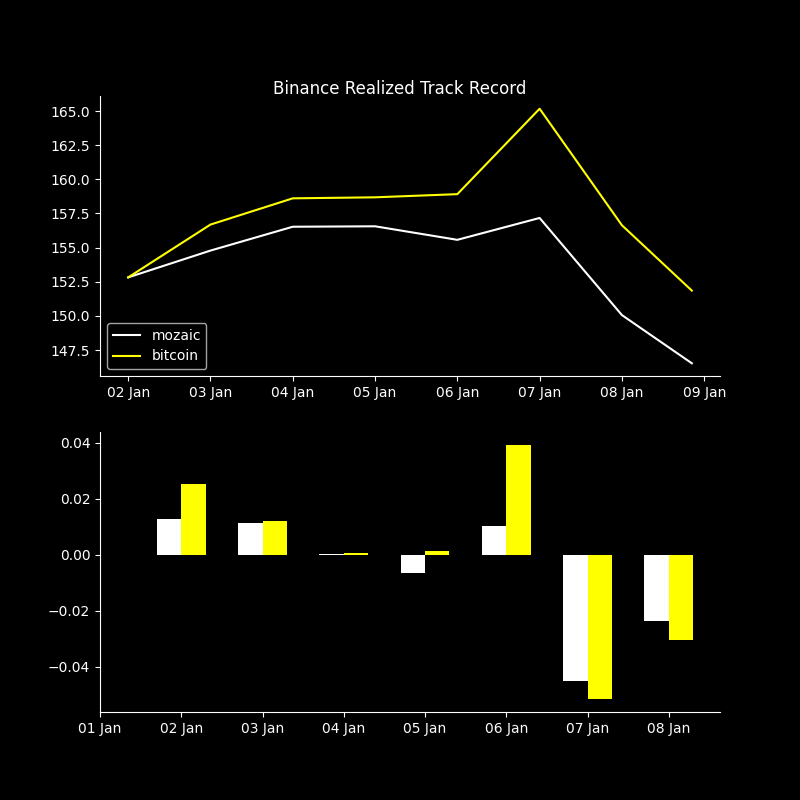 Binance Realized Track Record
165.0
162.5
160.0
157.5
155.0
152.5
150.0
147.5
mozaic
bitcoin
02 Jan 03 Jan 04 Jan 05 Jan 06 Jan 07 Jan 08 Jan 09 Jan
0.04
0.02
0.00
−0.02
−0.04
01 Jan 02 Jan 03 Jan 04 Jan 05 Jan 06 Jan 07 Jan 08 Jan